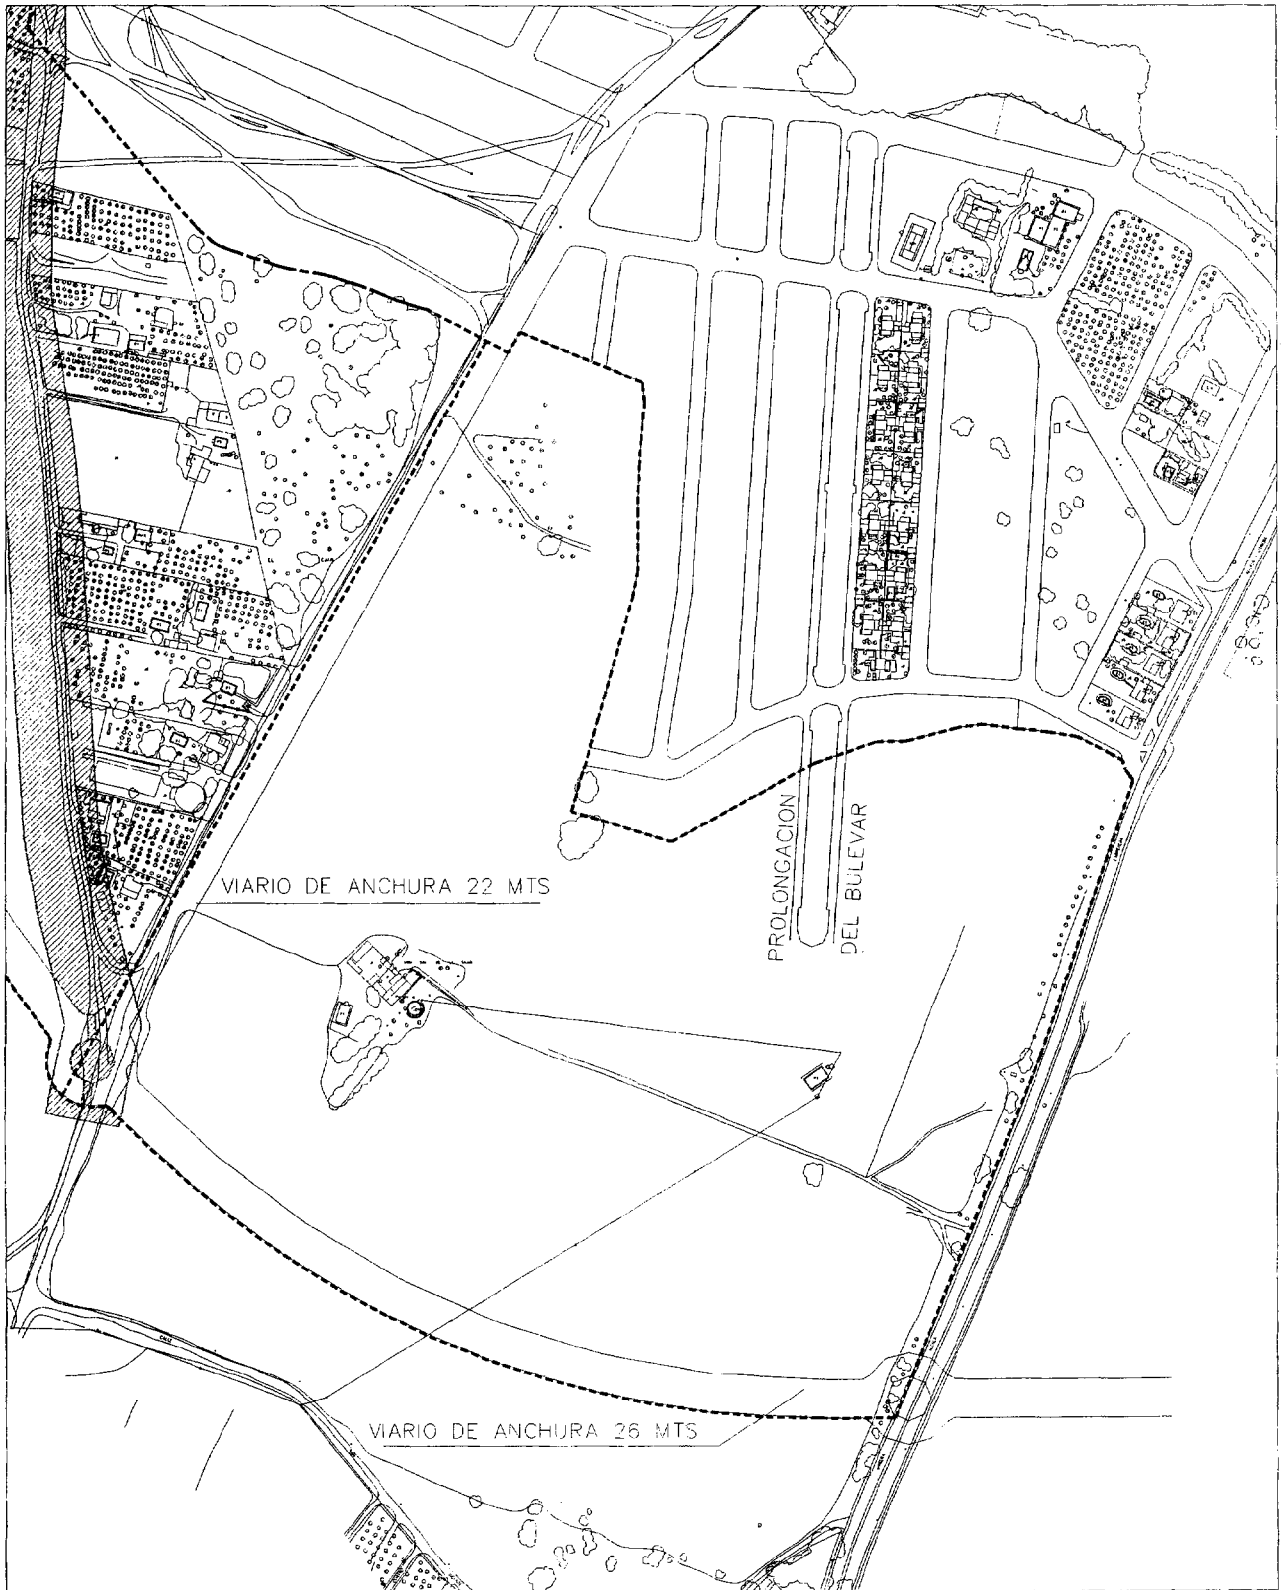 VIARIO DE ANCHURA 22 MTS
PROLONGACION
DEL BULEVAR
VIARIO DE ANCHURA 26 MTS